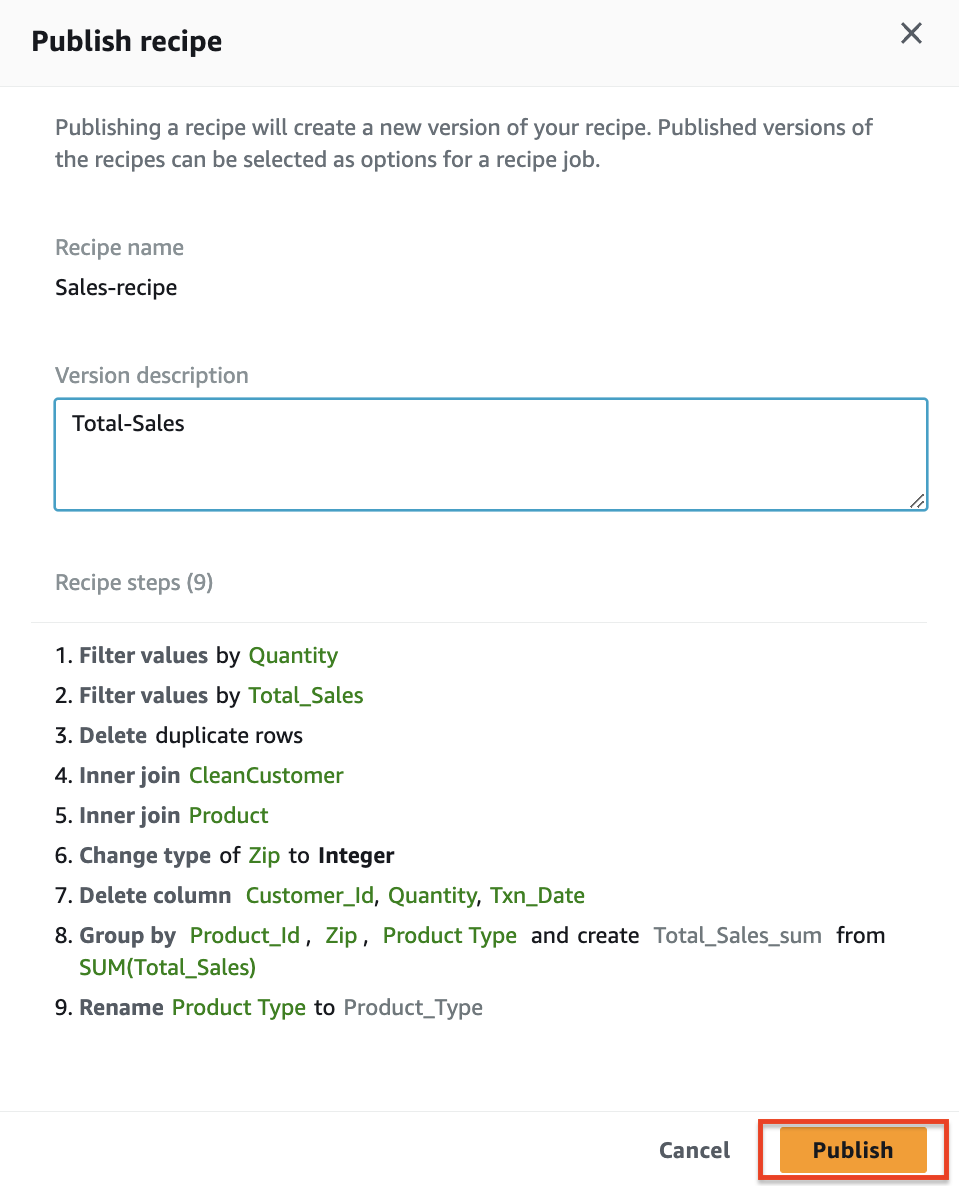 Publish recipe
Publishing a recipe will create a new version of your recipe. Published versions of
the recipes can be selected as options for a recipe job.
Recipe name
Sales-recipe
Version description
Total-Sales
Recipe steps (9)
1. Filter values by Quantity
2. Filter values by Total_Sales
3. Delete duplicate rows
4. Inner join CleanCustomer
5. Inner join Product
6. Change type of Zip to Integer
7. Delete column Customer_Id, Quantity, Txn_Date
8. Group by Product_Id , Zip , Product Type and create Total_Sales_sum from
SUM(Total_Sales)
9. Rename Product Type to Product_Type
Cancel Publish